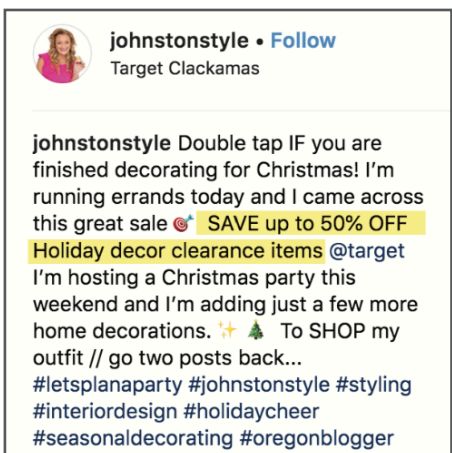 johnstonstyle • Follow
Target Clackamas
johnstonstyle Double tap IF you are
finished decorating for Christmas! I'm
running errands today and I came across
this great sale 🎯 SAVE up to 50% OFF
Holiday decor clearance items @target
I'm hosting a Christmas party this
weekend and I'm adding just a few more
home decorations. ✨ 🎄 To SHOP my
outfit // go two posts back...
#letsplanaparty #johnstonstyle #styling
#interiordesign #holidaycheer
#seasonaldecorating #oregonblogger